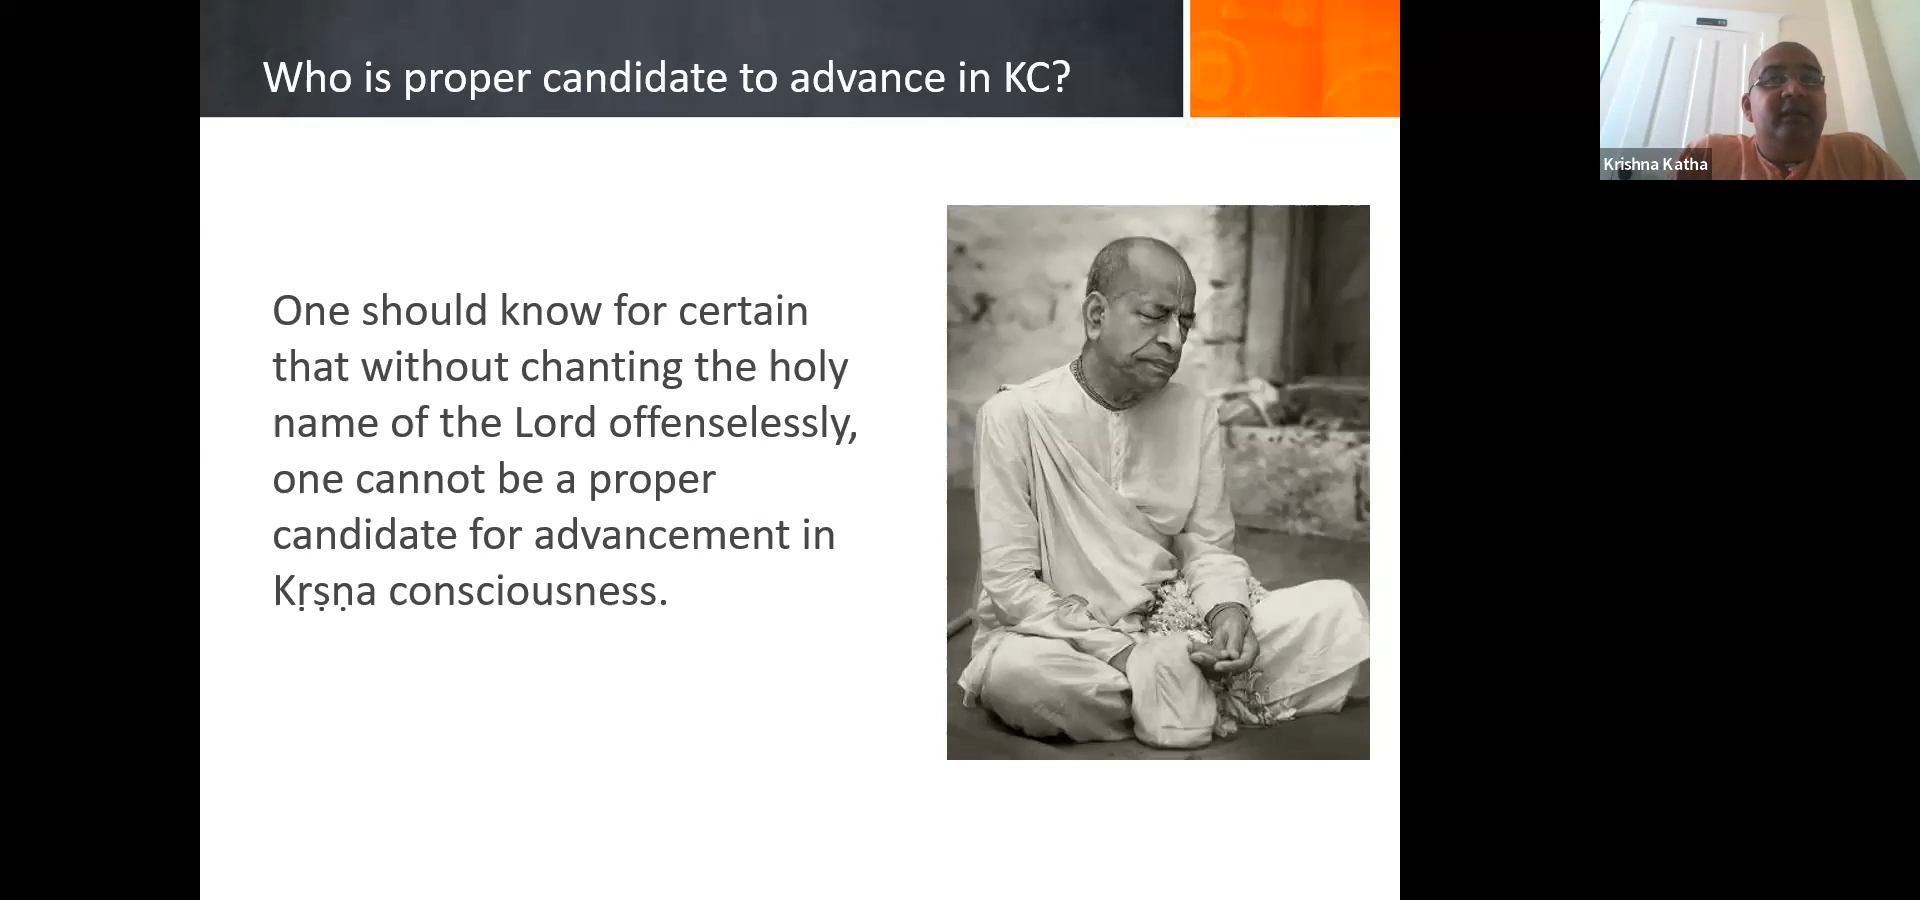 Who is proper candidate to advance in KC?
One should know for certain
that without chanting the holy
name of the Lord offenselessly,
one cannot be a proper
candidate for advancement in
Kṛṣṇa consciousness.
Krishna Katha